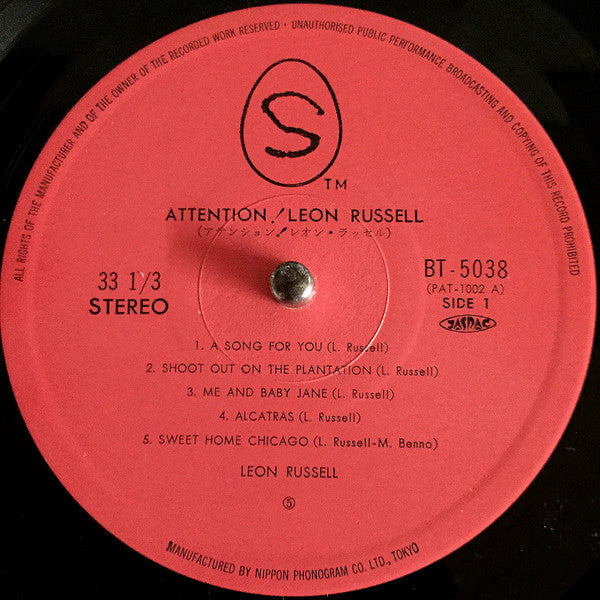 ALL RIGHTS OF THE MANUFACTURER AND OF THE OWNER OF THE RECORDED WORK RESERVED · UNAUTHORISED PUBLIC PERFORMANCE BROADCASTING AND COPYING OF THIS RECORD PROHIBITED
S
TM
ATTENTION! LEON RUSSELL
(アテンション!レオン・ラッセル)
33 1/3
STEREO
BT-5038
(PAT-1002 A)
SIDE 1
JASRAC
1. A SONG FOR YOU (L. Russell)
2. SHOOT OUT ON THE PLANTATION (L. Russell)
3. ME AND BABY JANE (L. Russell)
4. ALCATRAS (L. Russell)
5. SWEET HOME CHICAGO (L. Russell-M. Benno)
LEON RUSSELL
⑤
MANUFACTURED BY NIPPON PHONOGRAM CO. LTD., TOKYO